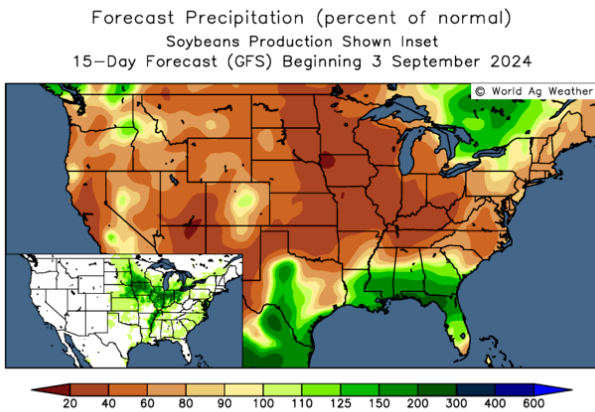 Forecast Precipitation (percent of normal)
Soybeans Production Shown Inset
15-Day Forecast (GFS) Beginning 3 September 2024
© World Ag Weather
20 40 60 80 90 100 110 125 150 200 300 400 600